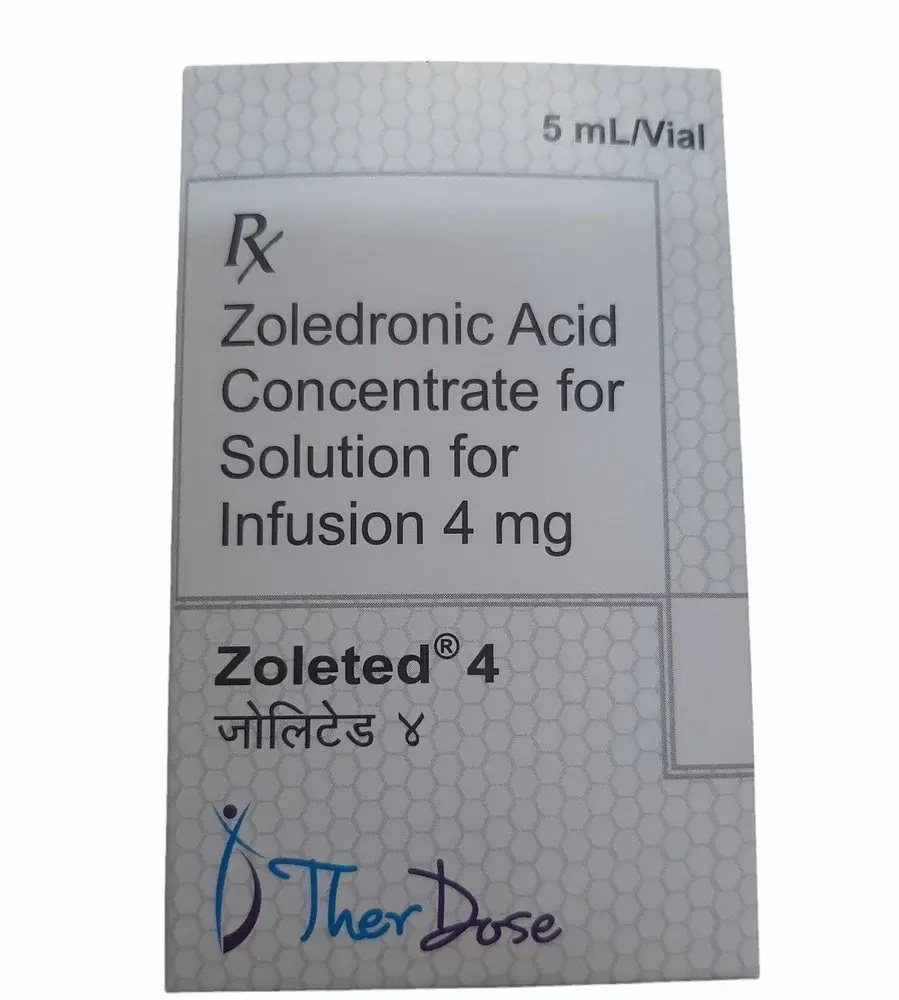 5 mL/Vial
Rx
Zoledronic Acid
Concentrate for
Solution for
Infusion 4 mg
Zoleted® 4
जोलिटेड ४
TherDose